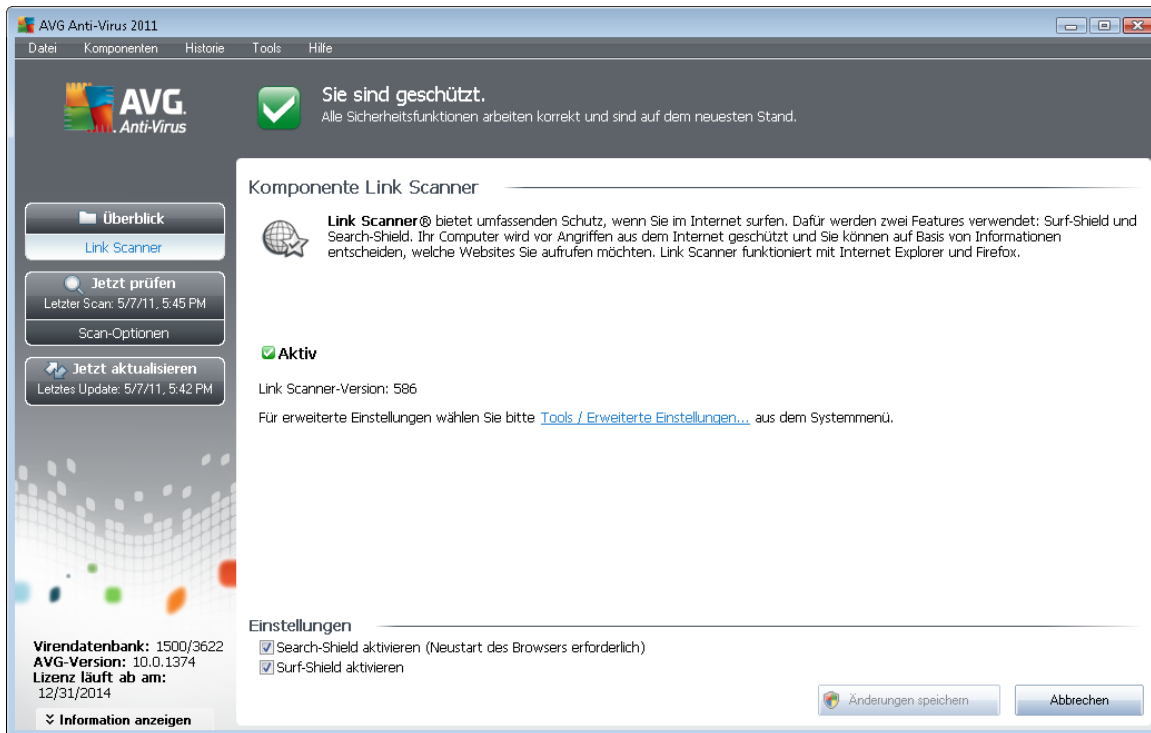 AVG Anti-Virus 2011
Datei Komponenten Historie Tools Hilfe
AVG.
Anti-Virus
Sie sind geschützt.
Alle Sicherheitsfunktionen arbeiten korrekt und sind auf dem neuesten Stand.
Überblick
Link Scanner
Jetzt prüfen
Letzter Scan: 5/7/11, 5:45 PM
Scan-Optionen
Jetzt aktualisieren
Letztes Update: 5/7/11, 5:42 PM
Virendatenbank: 1500/3622
AVG-Version: 10.0.1374
Lizenz läuft ab am:
12/31/2014
Information anzeigen
Komponente Link Scanner
Link Scanner® bietet umfassenden Schutz, wenn Sie im Internet surfen. Dafür werden zwei Features verwendet: Surf-Shield und
Search-Shield. Ihr Computer wird vor Angriffen aus dem Internet geschützt und Sie können auf Basis von Informationen
entscheiden, welche Websites Sie aufrufen möchten. Link Scanner funktioniert mit Internet Explorer und Firefox.
Aktiv
Link Scanner-Version: 586
Für erweiterte Einstellungen wählen Sie bitte Tools / Erweiterte Einstellungen... aus dem Systemmenü.
Einstellungen
Search-Shield aktivieren (Neustart des Browsers erforderlich)
Surf-Shield aktivieren
Änderungen speichern Abbrechen